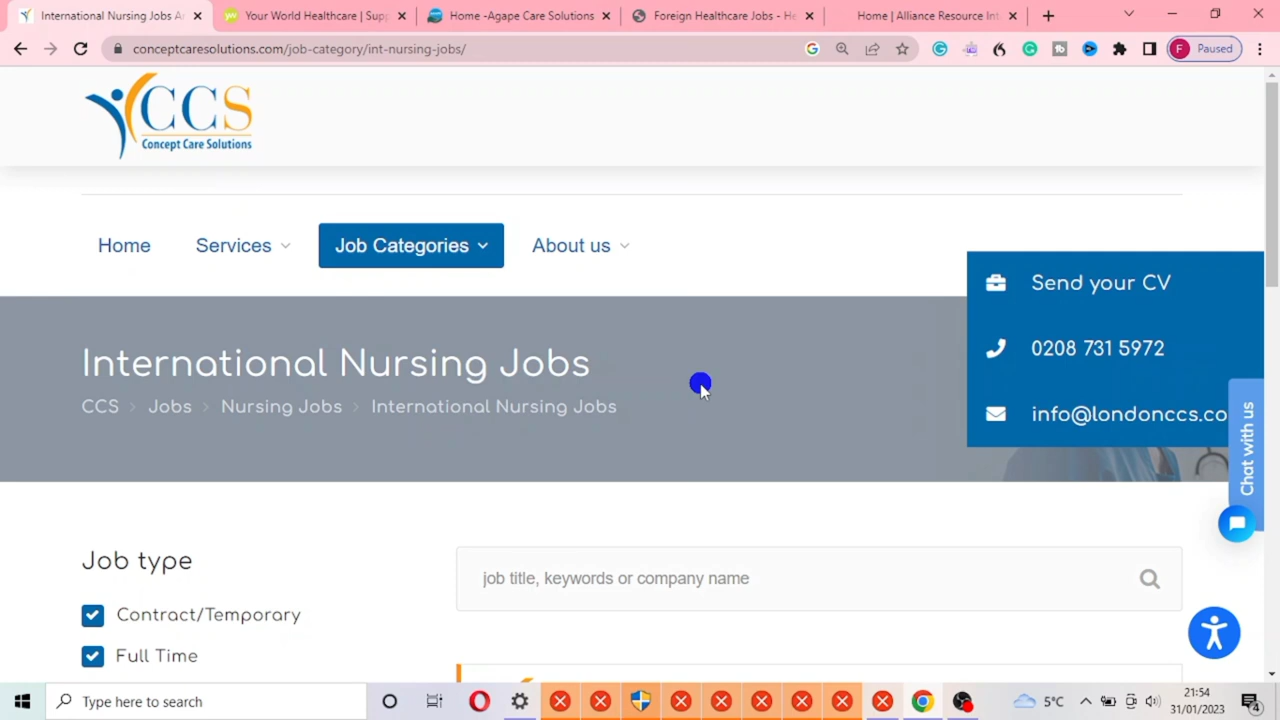 International Nursing Jobs Ar
Your World Healthcare | Supp
Home -Agape Care Solutions
Foreign Healthcare Jobs - He
Home | Alliance Resource Int
conceptcaresolutions.com/job-category/int-nursing-jobs/
F Paused
CCS
Concept Care Solutions
Home Services Job Categories About us
Send your CV
0208 731 5972
info@londonccs.co
Chat with us
International Nursing Jobs
CCS > Jobs > Nursing Jobs > International Nursing Jobs
Job type
job title, keywords or company name
Contract/Temporary
Full Time
Type here to search
5°C
21:54
31/01/2023
4